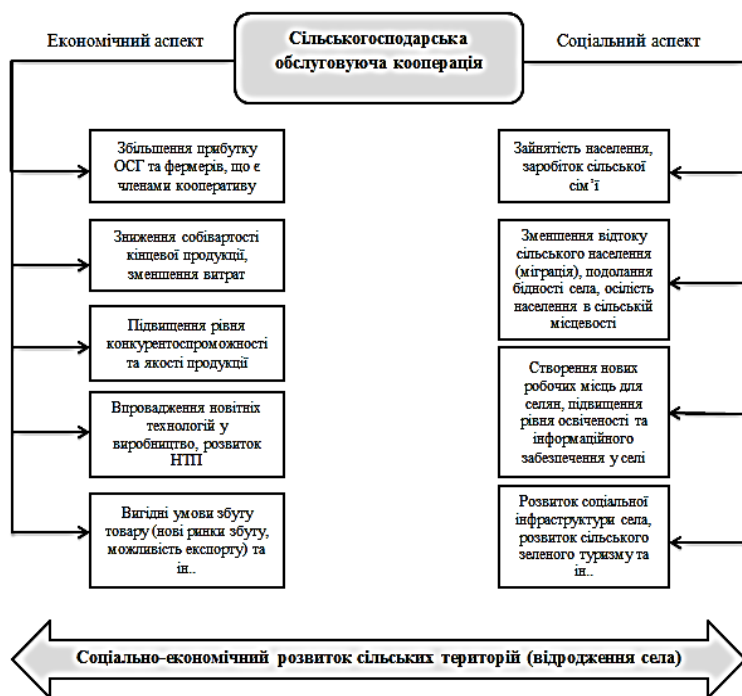 Економічний аспект
Сільськогосподарська
обслуговуюча кооперація
Соціальний аспект
Збільшення прибутку
ОСГ та фермерів, що є
членами кооперативу
Зниження собівартості
кінцевої продукції,
зменшення витрат
Підвищення рівня
конкурентоспроможності
та якості продукції
Впровадження новітніх
технологій у
виробництво, розвиток
НТП
Вигідні умови збуту
товару (нові ринки збуту,
можливість експорту) та
ін..
Зайнятість населення,
заробіток сільської
сім’ї
Зменшення відтоку
сільського населення
(міграція), подолання
бідності села, осілість
населення в сільській
місцевості
Створення нових
робочих місць для
селян, підвищення
рівня освіченості та
інформаційного
забезпечення у селі
Розвиток соціальної
інфраструктури села,
розвиток сільського
зеленого туризму та
ін..
Соціально-економічний розвиток сільських територій (відродження села)